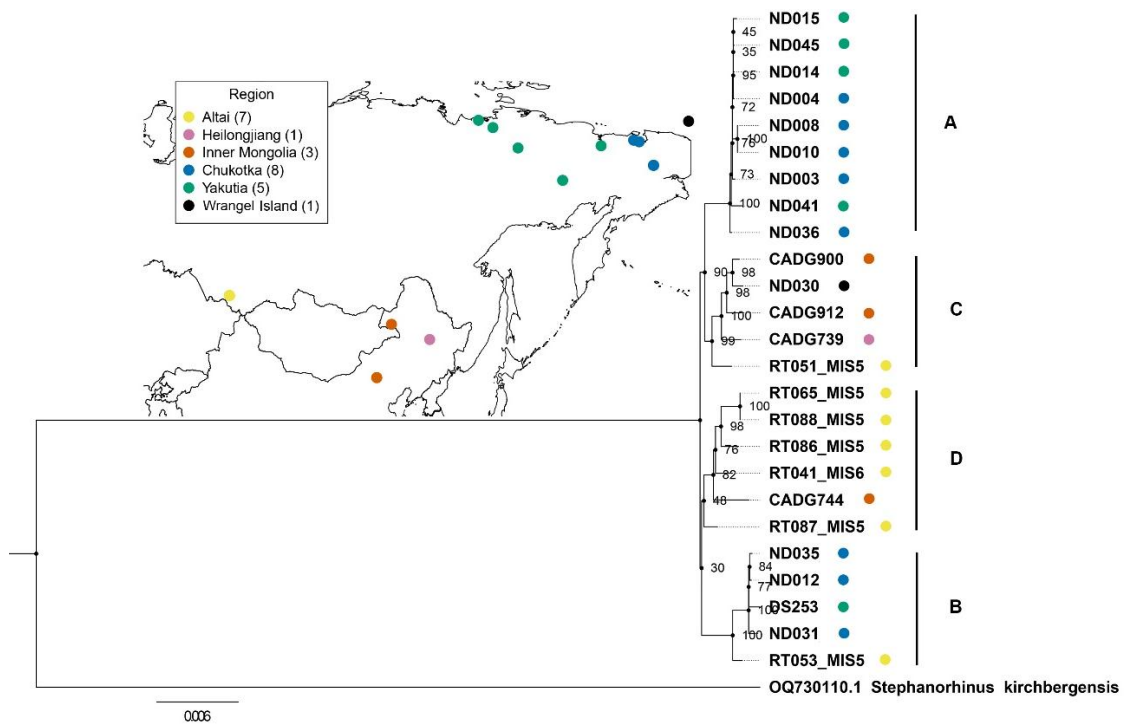 Region
Altai (7)
Heilongjiang (1)
Inner Mongolia (3)
Chukotka (8)
Yakutia (5)
Wrangel Island (1)
ND015
45
ND045
35
ND014
95
ND004
72
ND008
100
76
ND010
ND003
73
ND041
100
ND036
A
CADG900
90
98
ND030
98
CADG912
100
CADG739
99
RT051_MIS5
C
RT065_MIS5
100
RT088_MIS5
98
RT086_MIS5
76
RT041_MIS6
82
CADG744
48
RT087_MIS5
D
ND035
84
30
ND012
77
DS253
100
ND031
100
RT053_MIS5
B
OQ730110.1 Stephanorhinus kirchbergensis
0.006